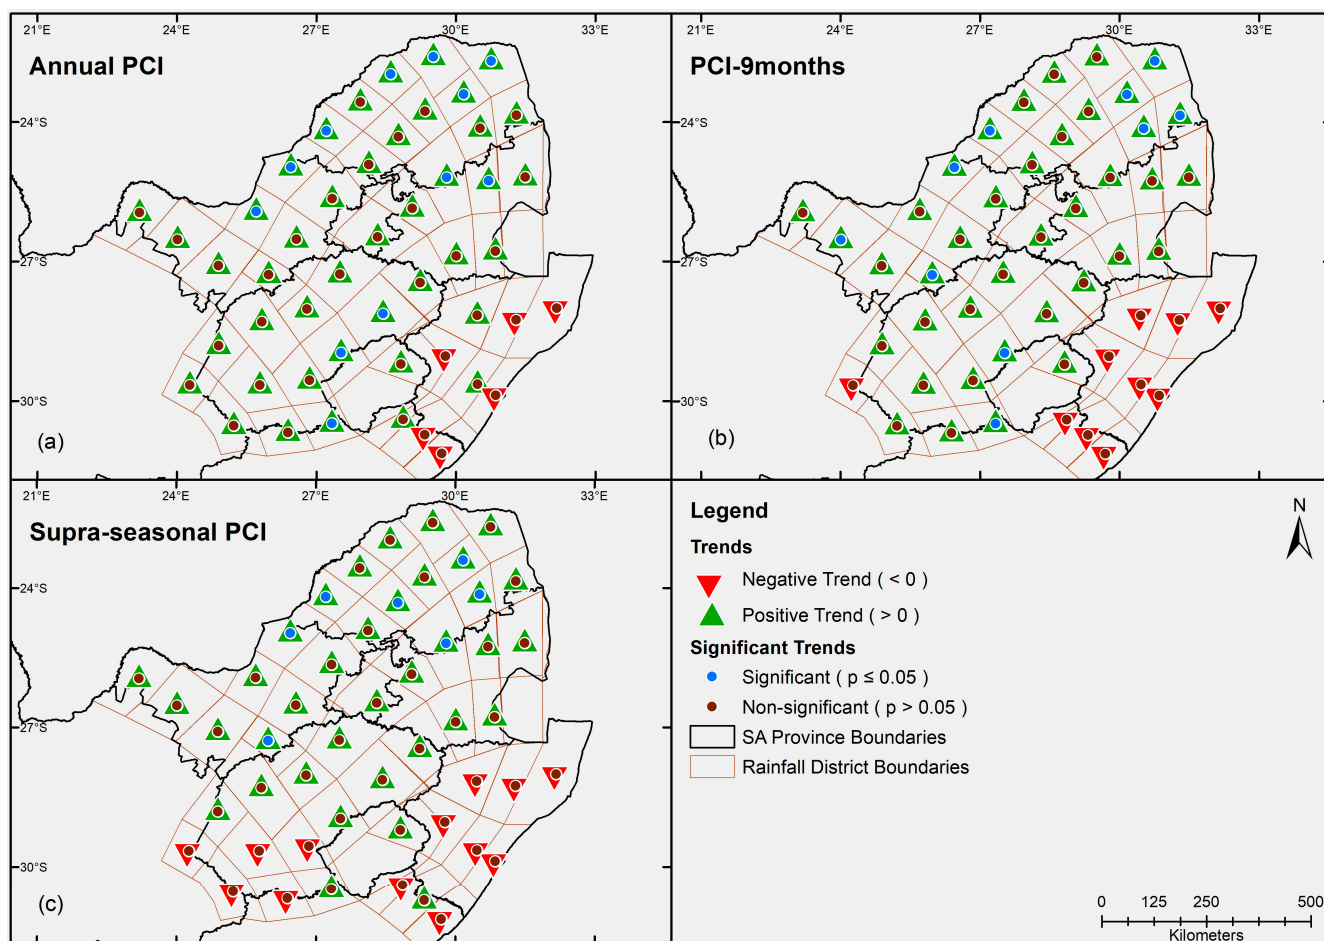 21°E 24°E 27°E 30°E 33°E 21°E 24°E 27°E 30°E 33°E
Annual PCI
PCI-9months
24°S
24°S
27°S
27°S
30°S
30°S
(a)
(b)
21°E 24°E 27°E 30°E 33°E
Supra-seasonal PCI
24°S
27°S
30°S
(c)
Legend
Trends
Negative Trend ( < 0 )
Positive Trend ( > 0 )
Significant Trends
Significant ( p ≤ 0.05 )
Non-significant ( p > 0.05 )
SA Province Boundaries
Rainfall District Boundaries
N
0 125 250 500
Kilometers